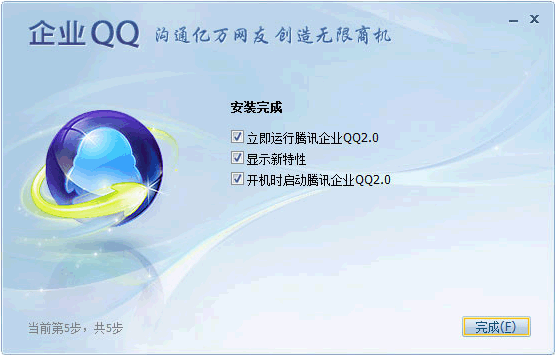 企业QQ 沟通亿万网友 创造无限商机
安装完成
立即运行腾讯企业QQ2.0
显示新特性
开机时启动腾讯企业QQ2.0
当前第5步，共5步
完成(F)